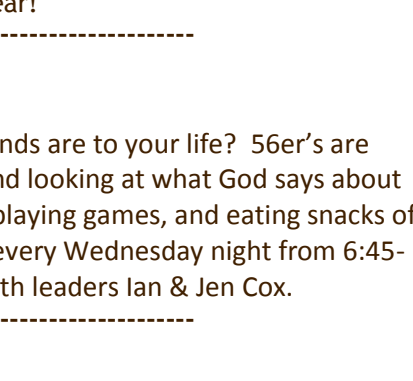 ear!
--------------------
nds are to your life?  56er's are
nd looking at what God says about
playing games, and eating snacks of
every Wednesday night from 6:45-
th leaders Ian & Jen Cox.
--------------------